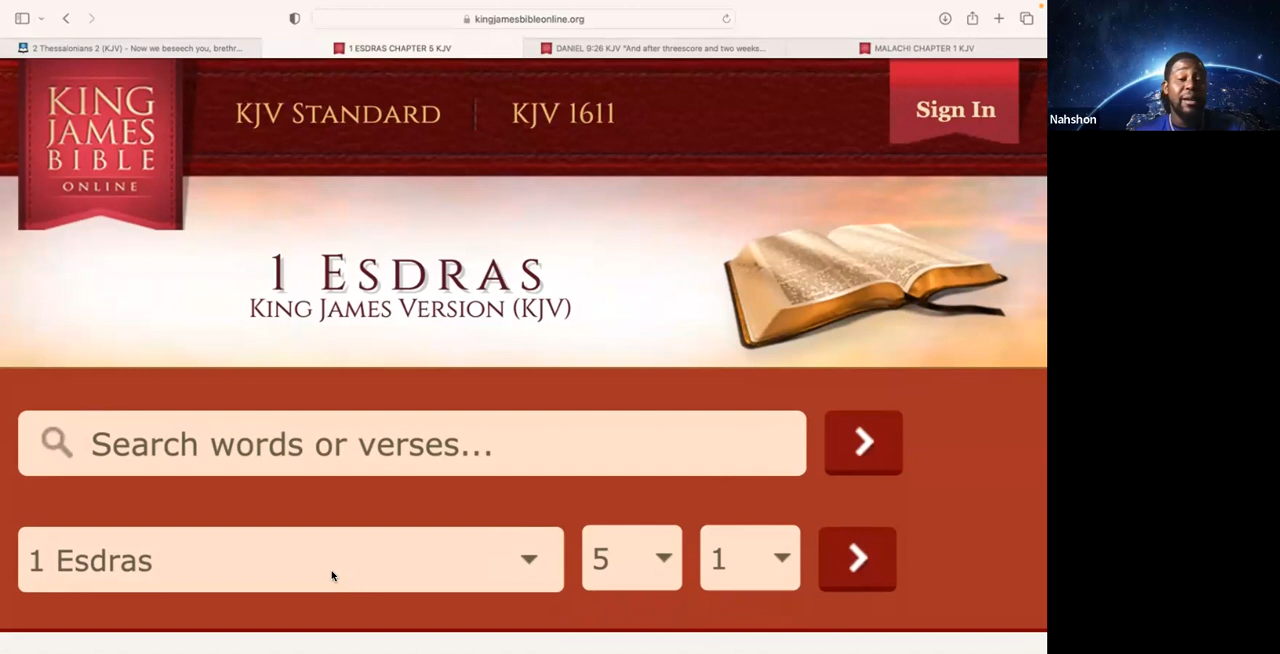 kingjamesbibleonline.org
2 Thessalonians 2 (KJV) - Now we beseech you, brethr...
1 ESDRAS CHAPTER 5 KJV
DANIEL 9:26 KJV "And after threescore and two weeks...
MALACHI CHAPTER 1 KJV
KING
JAMES
BIBLE
ONLINE
KJV STANDARD
KJV 1611
Sign In
Nahshon
1 ESDRAS
KING JAMES VERSION (KJV)
Search words or verses...
1 Esdras
5
1